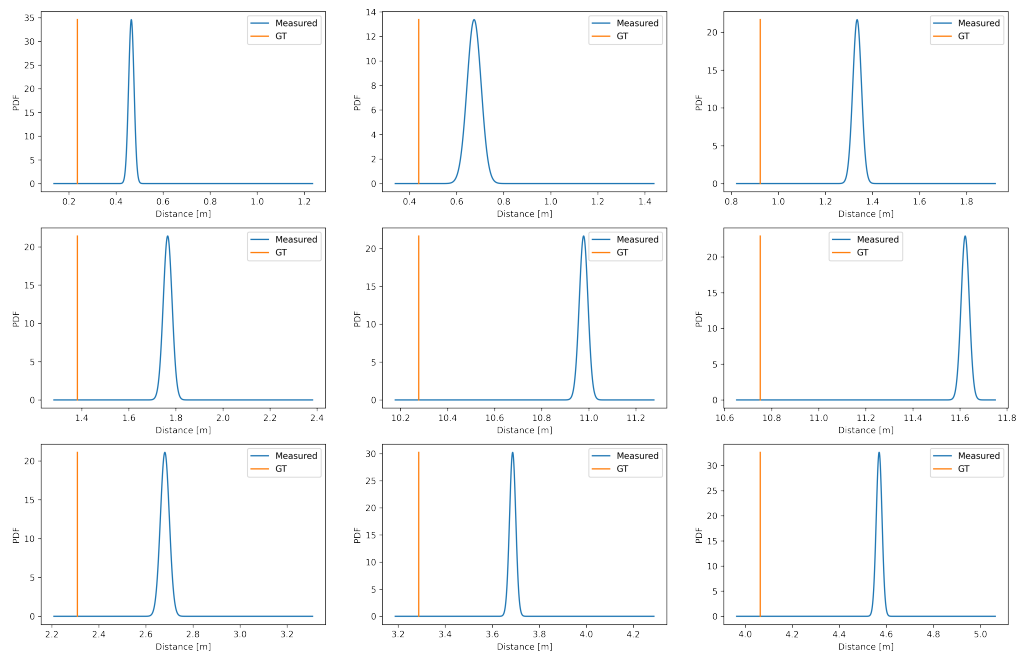 35
30
25
20
15
10
5
0
PDF
Measured
GT
0.2 0.4 0.6 0.8 1.0 1.2
Distance [m]
14
12
10
8
6
4
2
0
PDF
Measured
GT
0.4 0.6 0.8 1.0 1.2 1.4
Distance [m]
20
15
10
5
0
PDF
Measured
GT
0.8 1.0 1.2 1.4 1.6 1.8
Distance [m]
20
15
10
5
0
PDF
Measured
GT
1.4 1.6 1.8 2.0 2.2 2.4
Distance [m]
20
15
10
5
0
PDF
Measured
GT
10.2 10.4 10.6 10.8 11.0 11.2
Distance [m]
20
15
10
5
0
PDF
Measured
GT
10.6 10.8 11.0 11.2 11.4 11.6 11.8
Distance [m]
20
15
10
5
0
PDF
Measured
GT
2.2 2.4 2.6 2.8 3.0 3.2
Distance [m]
30
25
20
15
10
5
0
PDF
Measured
GT
3.2 3.4 3.6 3.8 4.0 4.2
Distance [m]
30
25
20
15
10
5
0
PDF
Measured
GT
4.0 4.2 4.4 4.6 4.8 5.0
Distance [m]